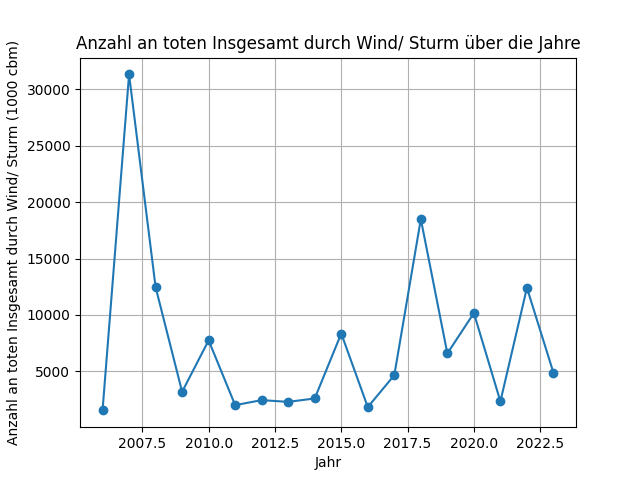 Anzahl an toten Insgesamt durch Wind/ Sturm über die Jahre
Anzahl an toten Insgesamt durch Wind/ Sturm (1000 cbm)
30000
25000
20000
15000
10000
5000
2007.5 2010.0 2012.5 2015.0 2017.5 2020.0 2022.5
Jahr